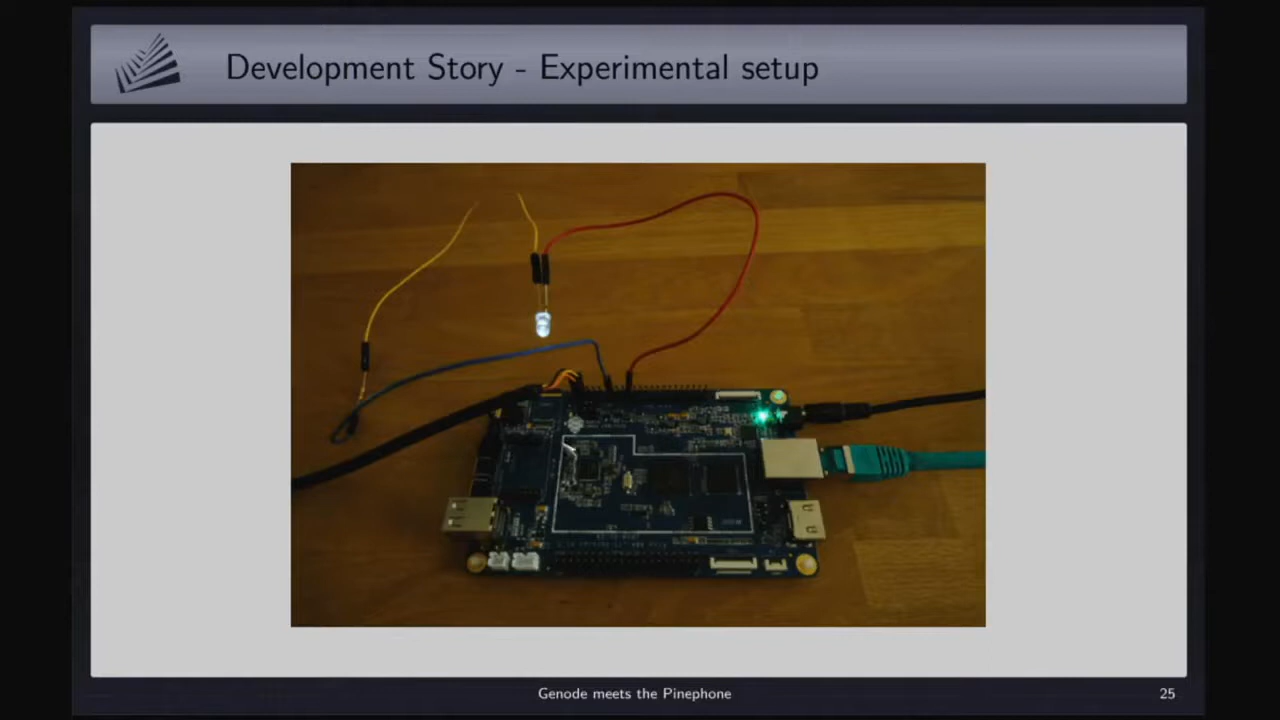 Development Story - Experimental setup
Genode meets the Pinephone
25